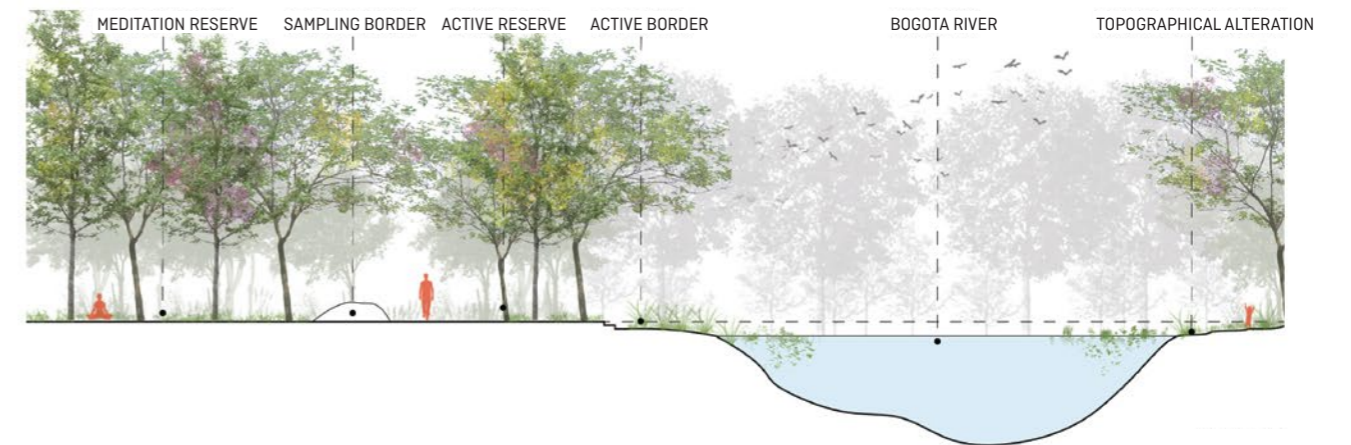 MEDITATION RESERVE
SAMPLING BORDER
ACTIVE RESERVE
ACTIVE BORDER
BOGOTA RIVER
TOPOGRAPHICAL ALTERATION